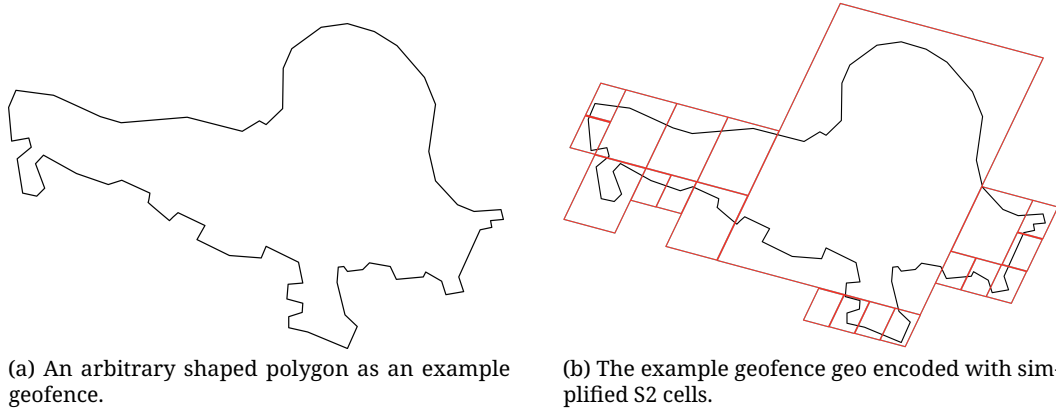 (a) An arbitrary shaped polygon as an example
geofence.
(b) The example geofence geo encoded with sim-
plified S2 cells.